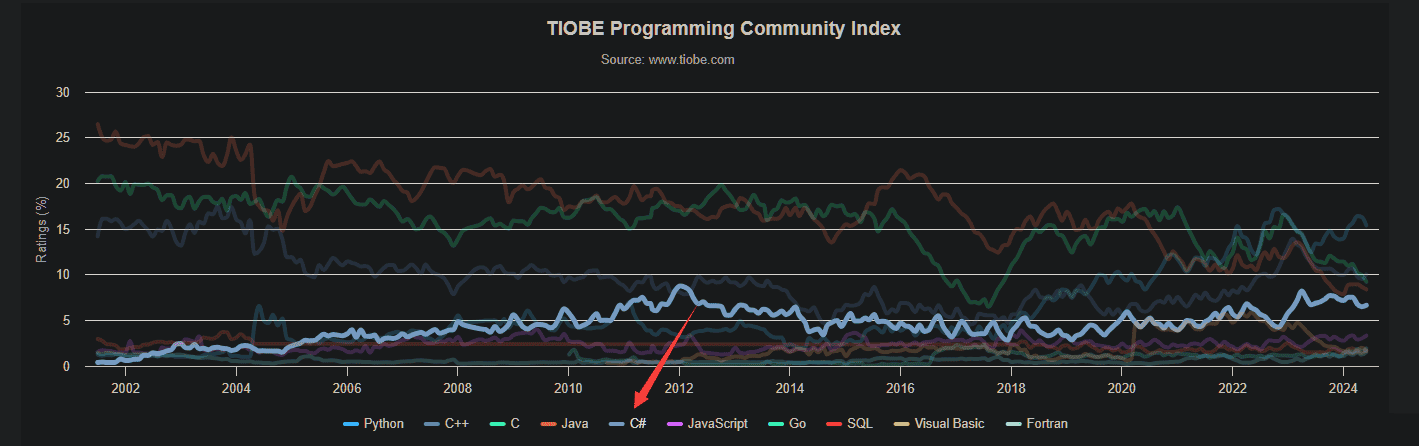 TIOBE Programming Community Index
Source: www.tiobe.com
Ratings (%)
30
25
20
15
10
5
0
2002 2004 2006 2008 2010 2012 2014 2016 2018 2020 2022 2024
Python C++ C Java C# JavaScript Go SQL Visual Basic Fortran